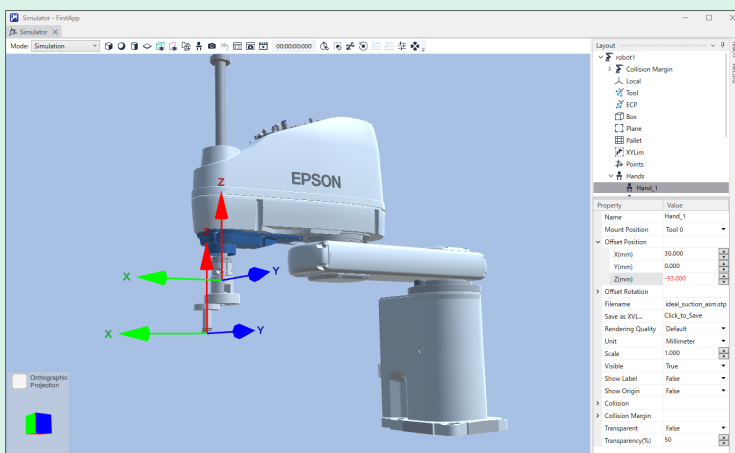 Simulator - FirstApp
Simulator
Mode: Simulation
00:00:00:000
Layout
robot1
Collision Margin
Local
Tool
ECP
Box
Plane
Pallet
XYLim
Points
Hands
Hand_1
Property Value
Name Hand_1
Mount Position Tool 0
Offset Position
X(mm) 30.000
Y(mm) 0.000
Z(mm) -93.000
Offset Rotation
Filename ideal_suction_asm.stp
Save as XVL... Click_to_Save
Rendering Quality Default
Unit Millimeter
Scale 1.000
Visible True
Show Label False
Show Origin False
Collision
Collision Margin
Transparent False
Transparency(%) 50
EPSON
Z
X
Y
X
Y
Orthographic
Projection